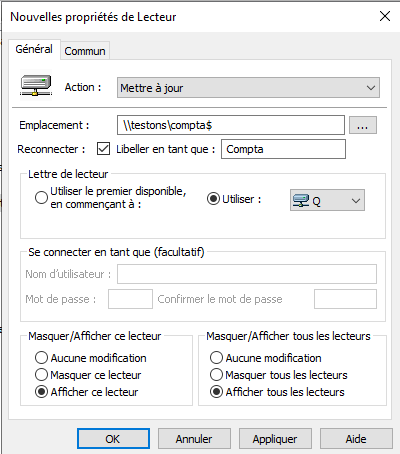 Nouvelles propriétés de Lecteur
Général
Commun
Action :
Mettre à jour
Emplacement :
\\testons\compta$
...
Reconnecter :
Libeller en tant que :
Compta
Lettre de lecteur
Utiliser le premier disponible,
en commençant à :
Utiliser :
Q
Se connecter en tant que (facultatif)
Nom d'utilisateur :
Mot de passe :
Confirmer le mot de passe
Masquer/Afficher ce lecteur
Aucune modification
Masquer ce lecteur
Afficher ce lecteur
Masquer/Afficher tous les lecteurs
Aucune modification
Masquer tous les lecteurs
Afficher tous les lecteurs
OK
Annuler
Appliquer
Aide